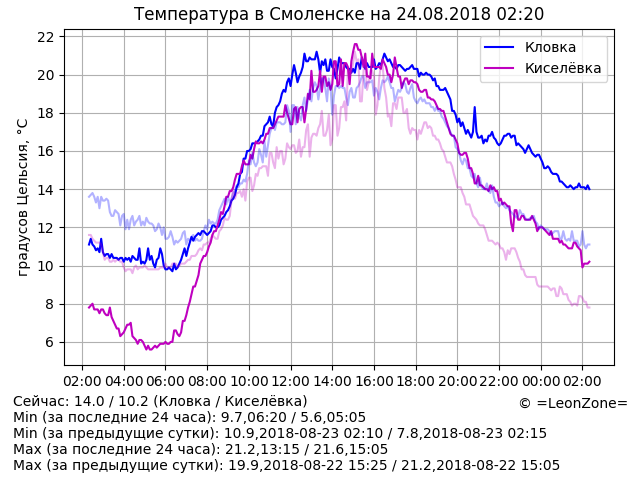 Температура в Смоленске на 24.08.2018 02:20
градусов Цельсия, °C
22
20
18
16
14
12
10
8
6
Кловка
Киселёвка
02:00 04:00 06:00 08:00 10:00 12:00 14:00 16:00 18:00 20:00 22:00 00:00 02:00
Сейчас: 14.0 / 10.2 (Кловка / Киселёвка)
© =LeonZone=
Min (за последние 24 часа): 9.7,06:20 / 5.6,05:05
Min (за предыдущие сутки): 10.9,2018-08-23 02:10 / 7.8,2018-08-23 02:15
Max (за последние 24 часа): 21.2,13:15 / 21.6,15:05
Max (за предыдущие сутки): 19.9,2018-08-22 15:25 / 21.2,2018-08-22 15:05